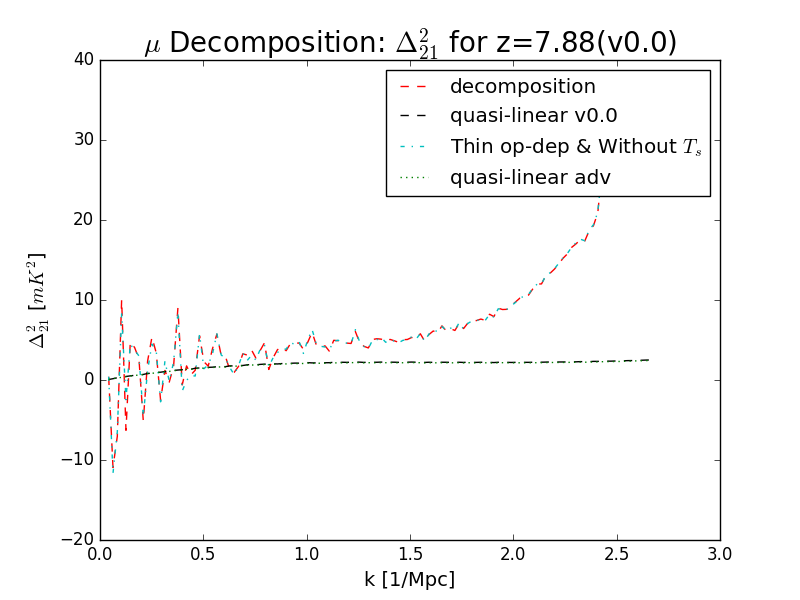 μ Decomposition: Δ²₂₁ for z=7.88(v0.0)
40
30
20
10
0
−10
−20
Δ²₂₁ [mK²]
decomposition
quasi-linear v0.0
Thin op-dep & Without Tₛ
quasi-linear adv
0.0 0.5 1.0 1.5 2.0 2.5 3.0
k [1/Mpc]